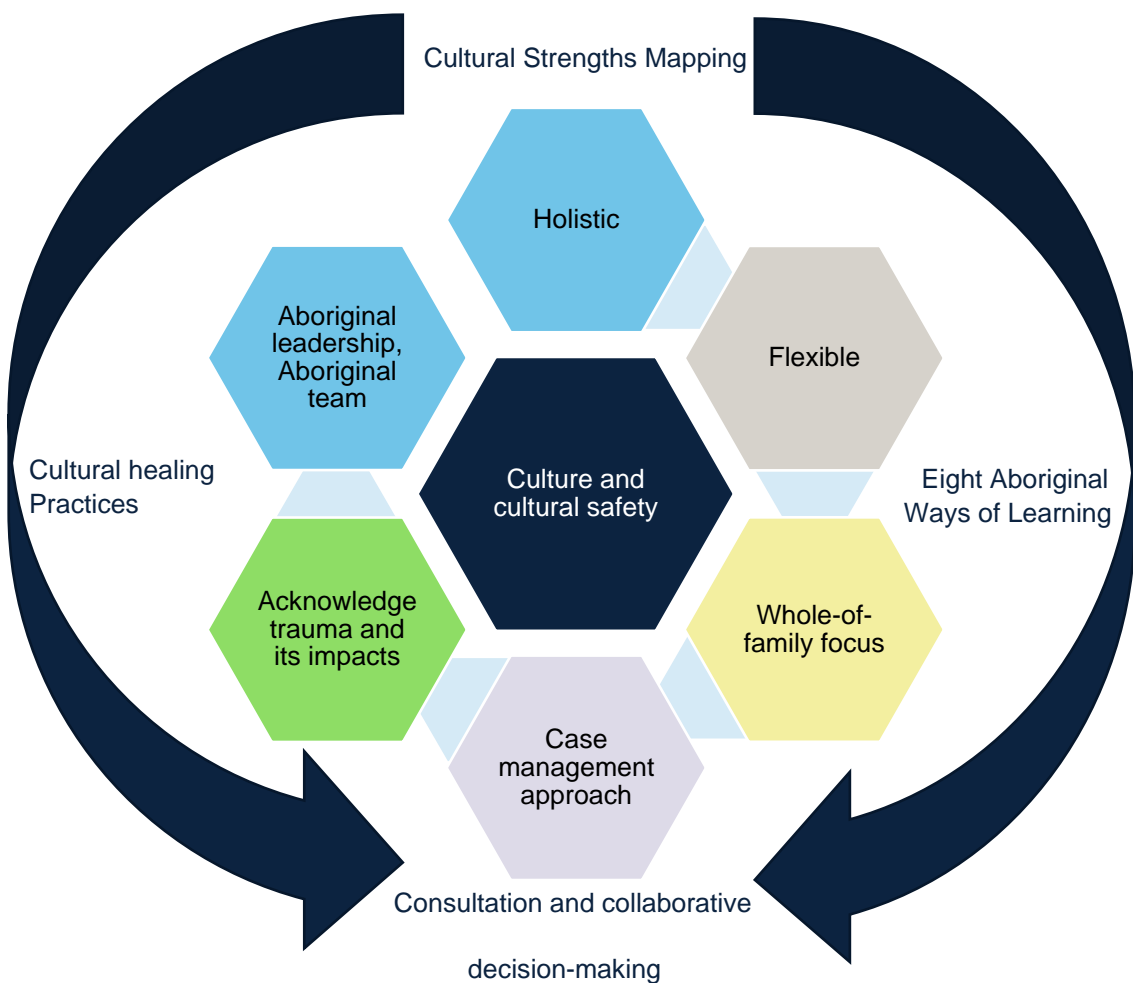 Cultural Strengths Mapping
Holistic
Aboriginal
leadership,
Aboriginal
team
Flexible
Culture and
cultural safety
Cultural healing
Practices
Eight Aboriginal
Ways of Learning
Acknowledge
trauma and
its impacts
Whole-of-
family focus
Case
management
approach
Consultation and collaborative
decision-making